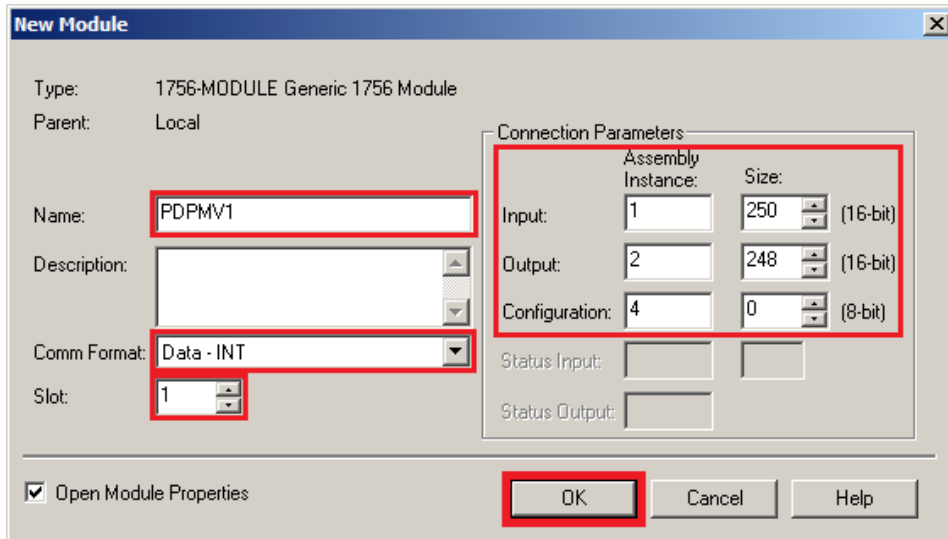 New Module
Type: 1756-MODULE Generic 1756 Module
Parent: Local
Connection Parameters
Assembly
Instance: Size:
Name: PDPMV1
Input: 1 250 (16-bit)
Description:
Output: 2 248 (16-bit)
Configuration: 4 0 (8-bit)
Comm Format: Data - INT
Status Input:
Slot: 1
Status Output:
Open Module Properties
OK Cancel Help